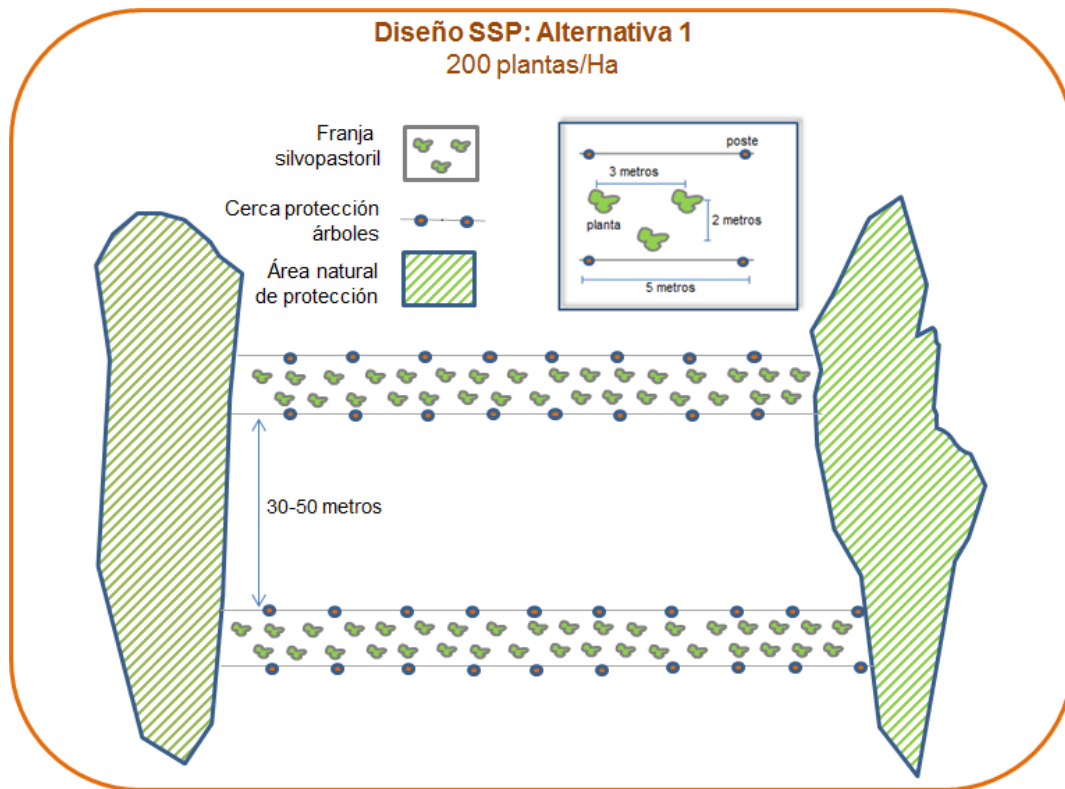 Diseño SSP: Alternativa 1
200 plantas/Ha
Franja
silvopastoril
Cerca protección
árboles
Área natural
de protección
poste
3 metros
planta
2 metros
5 metros
30-50 metros